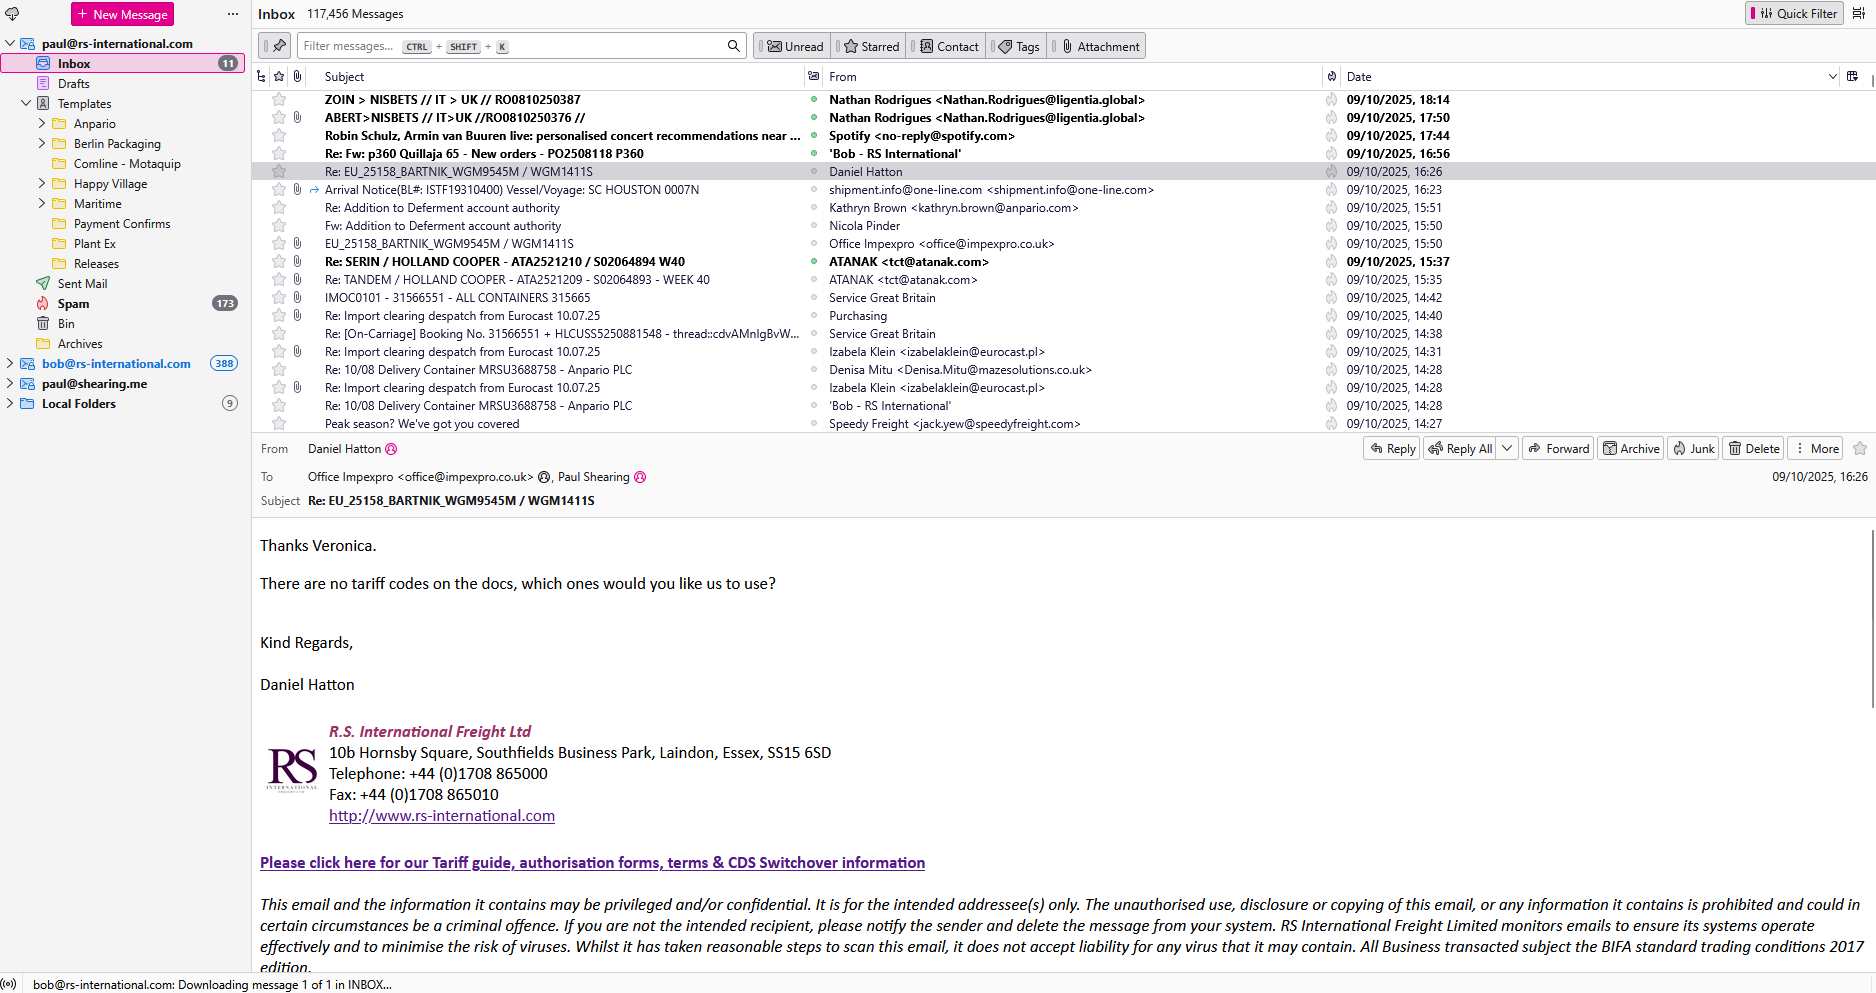 New Message
Inbox 117,456 Messages
Quick Filter
paul@rs-international.com
Inbox 11
Drafts
Templates
Anpario
Berlin Packaging
Comline - Motaquip
Happy Village
Maritime
Payment Confirms
Plant Ex
Releases
Sent Mail
Spam 173
Bin
Archives
bob@rs-international.com 388
paul@shearing.me
Local Folders 9
Filter messages... CTRL + SHIFT + K
Unread Starred Contact Tags Attachment
Subject From Date
ZOIN > NISBETS // IT > UK // RO0810250387 Nathan Rodrigues <Nathan.Rodrigues@ligentia.global> 09/10/2025, 18:14
ABERT>NISBETS // IT>UK //RO0810250376 // Nathan Rodrigues <Nathan.Rodrigues@ligentia.global> 09/10/2025, 17:50
Robin Schulz, Armin van Buuren live: personalised concert recommendations near ... Spotify <no-reply@spotify.com> 09/10/2025, 17:44
Re: Fw: p360 Quillaja 65 - New orders - PO2508118 P360 'Bob - RS International' 09/10/2025, 16:56
Re: EU_25158_BARTNIK_WGM9545M / WGM1411S Daniel Hatton 09/10/2025, 16:26
Arrival Notice(BL#: ISTF19310400) Vessel/Voyage: SC HOUSTON 0007N shipment.info@one-line.com <shipment.info@one-line.com> 09/10/2025, 16:23
Re: Addition to Deferment account authority Kathryn Brown <kathryn.brown@anpario.com> 09/10/2025, 15:51
Fw: Addition to Deferment account authority Nicola Pinder 09/10/2025, 15:50
EU_25158_BARTNIK_WGM9545M / WGM1411S Office Impexpro <office@impexpro.co.uk> 09/10/2025, 15:50
Re: SERIN / HOLLAND COOPER - ATA2521210 / S02064894 W40 ATANAK <tct@atanak.com> 09/10/2025, 15:37
Re: TANDEM / HOLLAND COOPER - ATA2521209 - S02064893 - WEEK 40 ATANAK <tct@atanak.com> 09/10/2025, 15:35
IMOC0101 - 31566551 - ALL CONTAINERS 315665 Service Great Britain 09/10/2025, 14:42
Re: Import clearing despatch from Eurocast 10.07.25 Purchasing 09/10/2025, 14:40
Re: [On-Carriage] Booking No. 31566551 + HLCUSS5250881548 - thread::cdvAMnIgBvW... Service Great Britain 09/10/2025, 14:38
Re: Import clearing despatch from Eurocast 10.07.25 Izabela Klein <izabelaklein@eurocast.pl> 09/10/2025, 14:31
Re: 10/08 Delivery Container MRSU3688758 - Anpario PLC Denisa Mitu <Denisa.Mitu@mazesolutions.co.uk> 09/10/2025, 14:28
Re: Import clearing despatch from Eurocast 10.07.25 Izabela Klein <izabelaklein@eurocast.pl> 09/10/2025, 14:28
Re: 10/08 Delivery Container MRSU3688758 - Anpario PLC 'Bob - RS International' 09/10/2025, 14:28
Peak season? We've got you covered Speedy Freight <jack.yew@speedyfreight.com> 09/10/2025, 14:27
From Daniel Hatton
Reply Reply All Forward Archive Junk Delete More
To Office Impexpro <office@impexpro.co.uk>, Paul Shearing 09/10/2025, 16:26
Subject Re: EU_25158_BARTNIK_WGM9545M / WGM1411S
Thanks Veronica.
There are no tariff codes on the docs, which ones would you like us to use?
Kind Regards,
Daniel Hatton
RS
INTERNATIONAL
R.S. International Freight Ltd
10b Hornsby Square, Southfields Business Park, Laindon, Essex, SS15 6SD
Telephone: +44 (0)1708 865000
Fax: +44 (0)1708 865010
http://www.rs-international.com
Please click here for our Tariff guide, authorisation forms, terms & CDS Switchover information
This email and the information it contains may be privileged and/or confidential. It is for the intended addressee(s) only. The unauthorised use, disclosure or copying of this email, or any information it contains is prohibited and could in
certain circumstances be a criminal offence. If you are not the intended recipient, please notify the sender and delete the message from your system. RS International Freight Limited monitors emails to ensure its systems operate
effectively and to minimise the risk of viruses. Whilst it has taken reasonable steps to scan this email, it does not accept liability for any virus that it may contain. All Business transacted subject the BIFA standard trading conditions 2017
edition.
bob@rs-international.com: Downloading message 1 of 1 in INBOX...